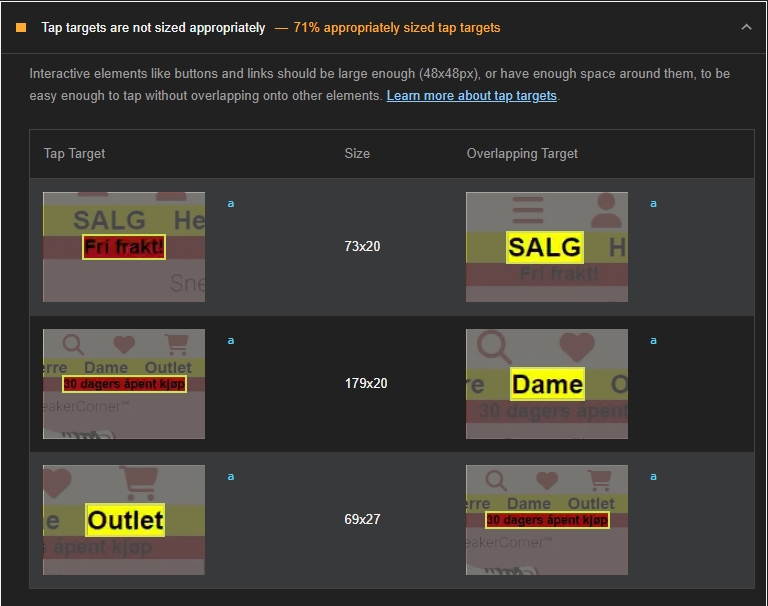 Tap targets are not sized appropriately — 71% appropriately sized tap targets
Interactive elements like buttons and links should be large enough (48x48px), or have enough space around them, to be
easy enough to tap without overlapping onto other elements. Learn more about tap targets.
Tap Target Size Overlapping Target
SALG He
Fri frakt!
Sne
a
73x20
SALG H
Fri frakt!
a
erre Dame Outlet
30 dagers åpent kjøp
eakerCorner™
a
179x20
re Dame O
30 dagers åpent
a
e Outlet
s åpent kjøp
a
69x27
erre Dame Outlet
30 dagers åpent kjøp
eakerCorner™
a